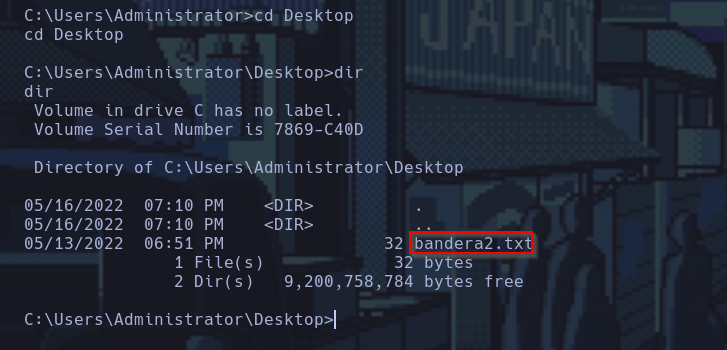 JAPAN
C:\Users\Administrator>cd Desktop
cd Desktop
C:\Users\Administrator\Desktop>dir
dir
 Volume in drive C has no label.
 Volume Serial Number is 7869-C40D
 Directory of C:\Users\Administrator\Desktop
05/16/2022  07:10 PM    <DIR>          .
05/16/2022  07:10 PM    <DIR>          ..
05/13/2022  06:51 PM                32 bandera2.txt
               1 File(s)             32 bytes
               2 Dir(s)   9,200,758,784 bytes free
C:\Users\Administrator\Desktop>